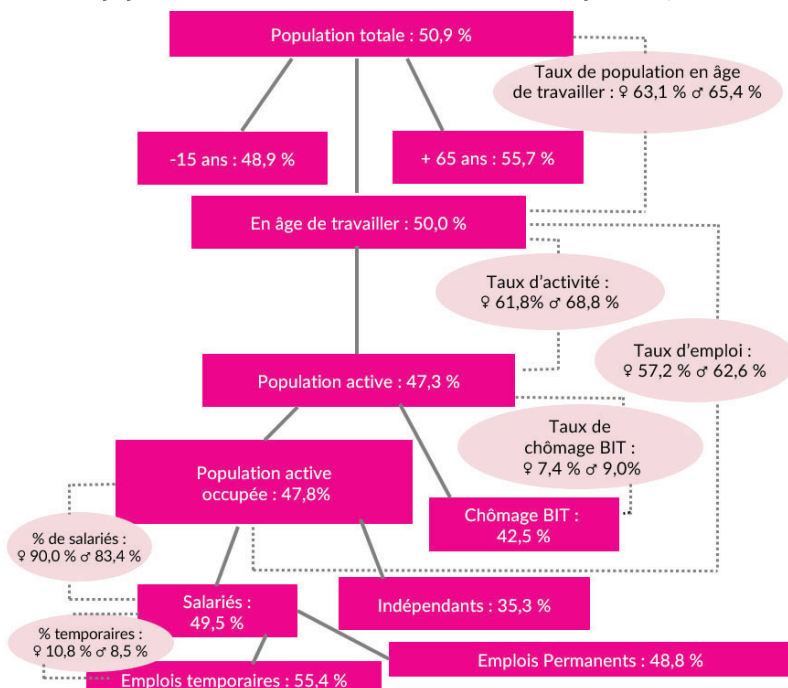 Population totale : 50,9 %
Taux de population en âge
de travailler : ♀ 63,1 % ♂ 65,4 %
-15 ans : 48,9 %
+ 65 ans : 55,7 %
En âge de travailler : 50,0 %
Taux d'activité :
♀ 61,8% ♂ 68,8 %
Taux d'emploi :
♀ 57,2 % ♂ 62,6 %
Population active : 47,3 %
Taux de
chômage BIT :
♀ 7,4 % ♂ 9,0%
Population active
occupée : 47,8%
Chômage BIT :
42,5 %
% de salariés :
♀ 90,0 % ♂ 83,4 %
Salariés :
49,5 %
Indépendants : 35,3 %
% temporaires :
♀ 10,8 % ♂ 8,5 %
Emplois Permanents : 48,8 %
Emplois temporaires : 55,4 %